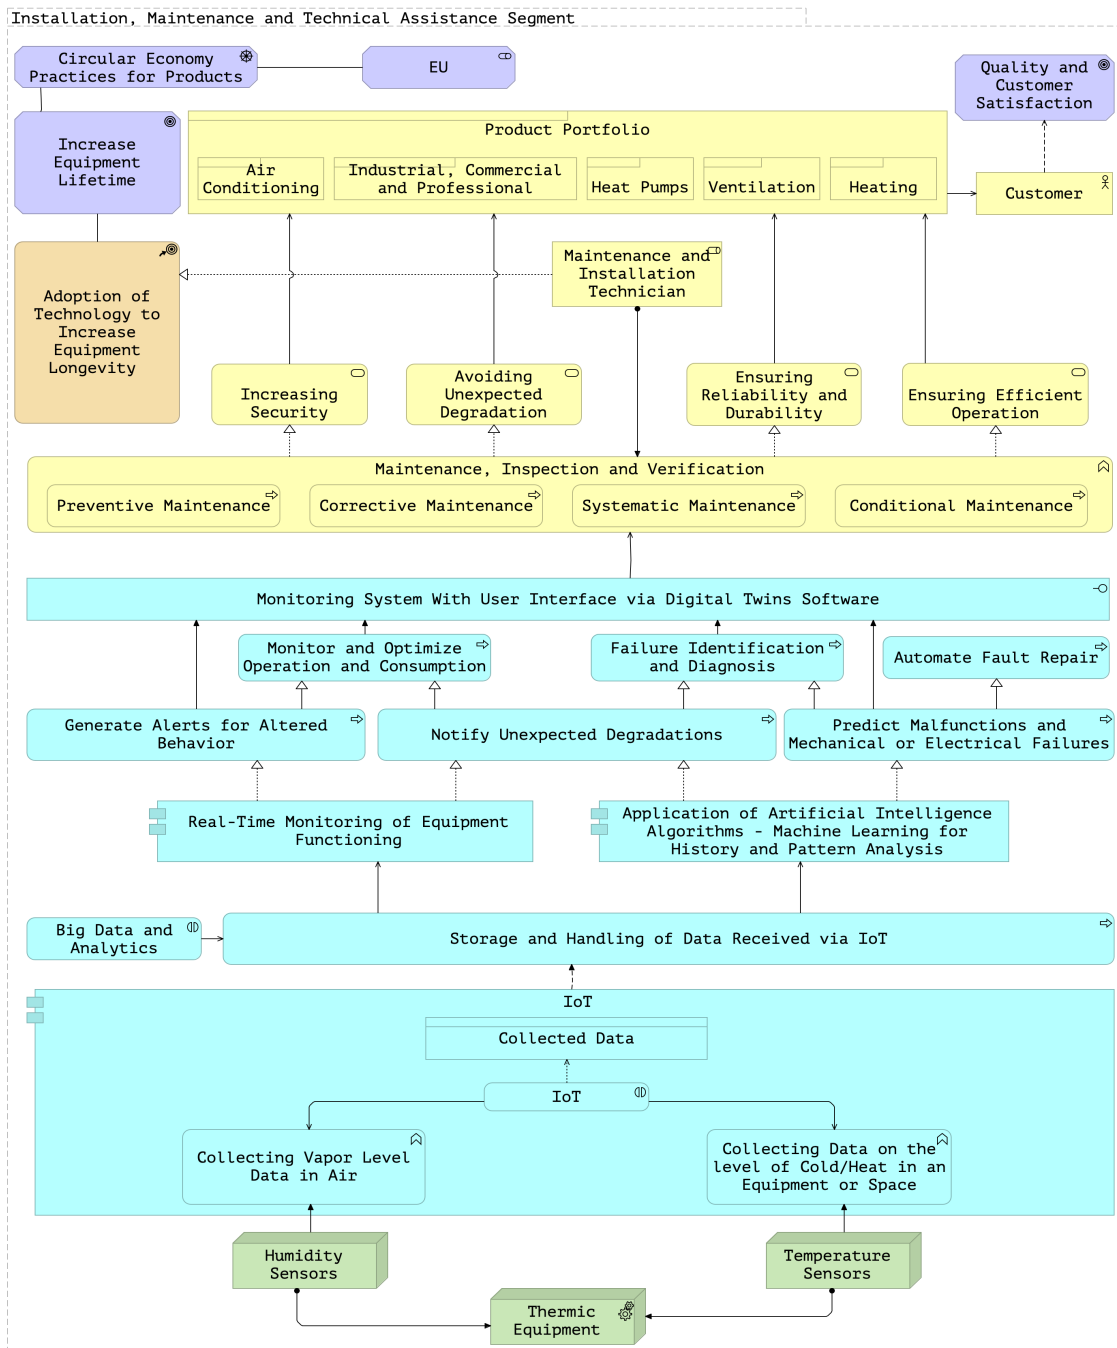 Installation, Maintenance and Technical Assistance Segment
Circular Economy
Practices for Products
EU
Quality and
Customer
Satisfaction
Increase
Equipment
Lifetime
Product Portfolio
Air
Conditioning
Industrial, Commercial
and Professional
Heat Pumps
Ventilation
Heating
Customer
Adoption of
Technology to
Increase
Equipment
Longevity
Maintenance and
Installation
Technician
Increasing
Security
Avoiding
Unexpected
Degradation
Ensuring
Reliability and
Durability
Ensuring Efficient
Operation
Maintenance, Inspection and Verification
Preventive Maintenance
Corrective Maintenance
Systematic Maintenance
Conditional Maintenance
Monitoring System With User Interface via Digital Twins Software
Monitor and Optimize
Operation and Consumption
Failure Identification
and Diagnosis
Automate Fault Repair
Generate Alerts for Altered
Behavior
Notify Unexpected Degradations
Predict Malfunctions and
Mechanical or Electrical Failures
Real-Time Monitoring of Equipment
Functioning
Application of Artificial Intelligence
Algorithms - Machine Learning for
History and Pattern Analysis
Big Data and
Analytics
Storage and Handling of Data Received via IoT
IoT
Collected Data
IoT
Collecting Vapor Level
Data in Air
Collecting Data on the
level of Cold/Heat in an
Equipment or Space
Humidity
Sensors
Temperature
Sensors
Thermic
Equipment